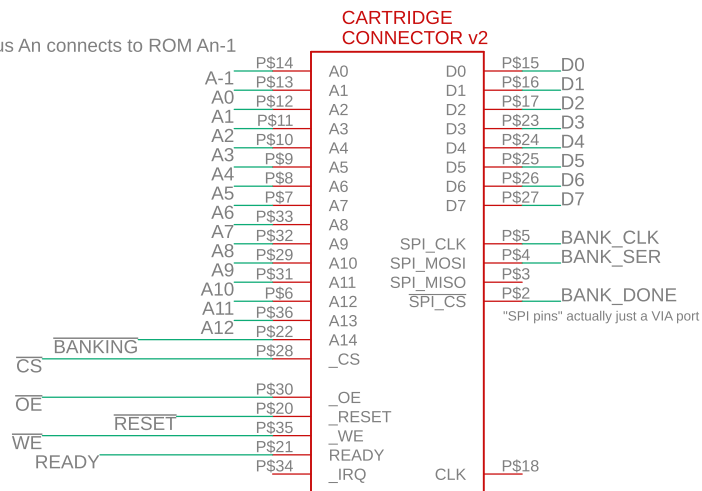 CARTRIDGE
CONNECTOR v2
us An connects to ROM An-1
P$14 A0 D0 P$15 D0
A-1 P$13 A1 D1 P$16 D1
A0 P$12 A2 D2 P$17 D2
A1 P$11 A3 D3 P$23 D3
A2 P$10 A4 D4 P$24 D4
A3 P$9 A5 D5 P$25 D5
A4 P$8 A6 D6 P$26 D6
A5 P$7 A7 D7 P$27 D7
A6 P$33 A8
A7 P$32 A9 SPI_CLK P$5 BANK_CLK
A8 P$29 A10 SPI_MOSI P$4 BANK_SER
A9 P$31 A11 SPI_MISO P$3
A10 P$6 A12 SPI_CS P$2 BANK_DONE
A11 P$36 A13 "SPI pins" actually just a VIA port
A12 P$22 A14
BANKING P$28 _CS
CS
P$30 _OE
OE P$20 _RESET
RESET P$35 _WE
WE P$21 READY
READY P$34 _IRQ CLK P$18